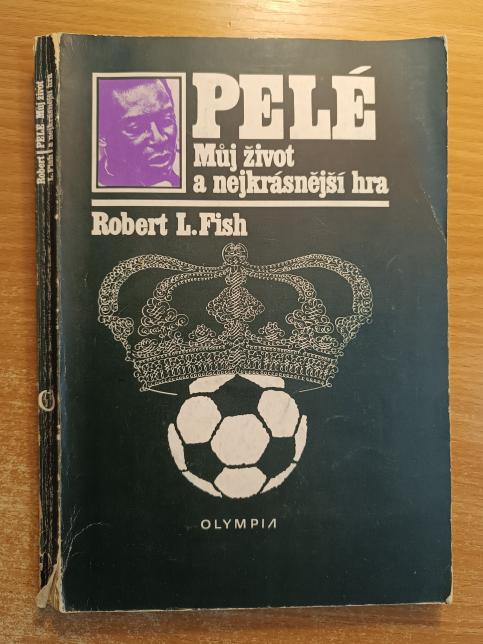 PELÉ
Můj život
a nejkrásnější hra
Robert L. Fish
OLYMPIA
Robert L. Fish
PELÉ - Můj život a nejkrásnější hra